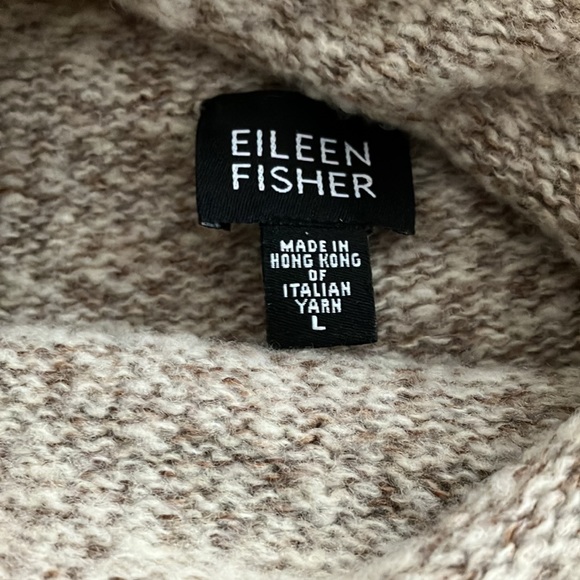 EILEEN
FISHER
MADE IN
HONG KONG
OF
ITALIAN
YARN
L